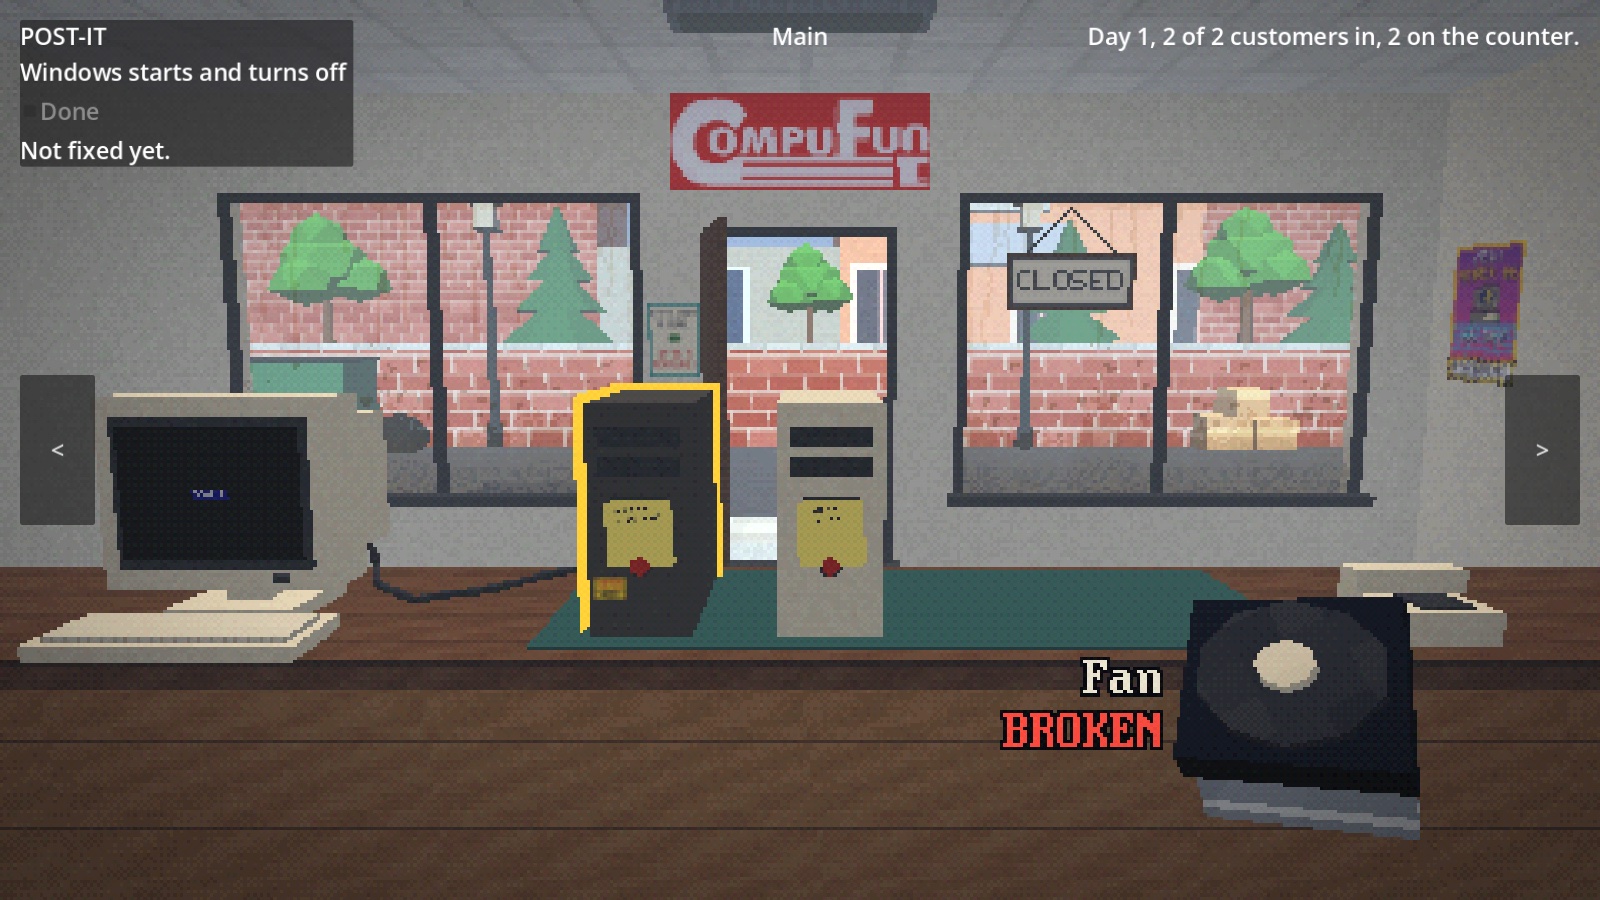 POST-IT
Windows starts and turns off
Done
Not fixed yet.
Main
Day 1, 2 of 2 customers in, 2 on the counter.
COMPUFUN
T
CLOSED
<
>
Fan
BROKEN